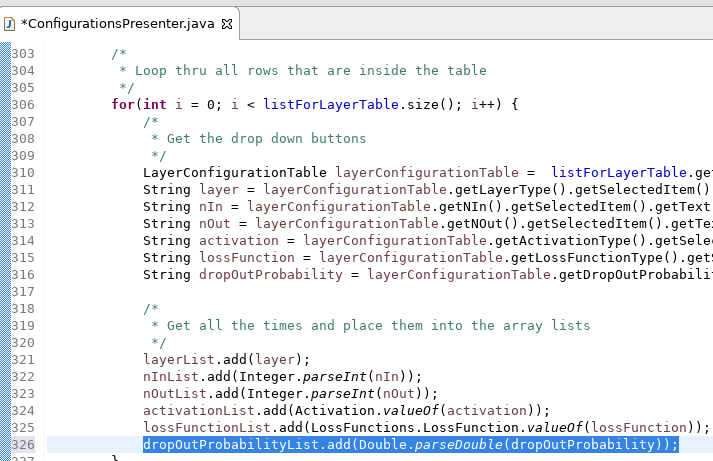 *ConfigurationsPresenter.java
303 /*
304 * Loop thru all rows that are inside the table
305 */
306 for(int i = 0; i < listForLayerTable.size(); i++) {
307 /*
308 * Get the drop down buttons
309 */
310 LayerConfigurationTable layerConfigurationTable = listForLayerTable.ge
311 String layer = layerConfigurationTable.getLayerType().getSelectedItem()
312 String nIn = layerConfigurationTable.getNIn().getSelectedItem().getText
313 String nOut = layerConfigurationTable.getNOut().getSelectedItem().getTe
314 String activation = layerConfigurationTable.getActivationType().getSele
315 String lossFunction = layerConfigurationTable.getLossFunctionType().get
316 String dropOutProbability = layerConfigurationTable.getDropOutProbabili
317
318 /*
319 * Get all the times and place them into the array lists
320 */
321 layerList.add(layer);
322 nInList.add(Integer.parseInt(nIn));
323 nOutList.add(Integer.parseInt(nOut));
324 activationList.add(Activation.valueOf(activation));
325 lossFunctionList.add(LossFunctions.LossFunction.valueOf(lossFunction));
326 dropOutProbabilityList.add(Double.parseDouble(dropOutProbability));